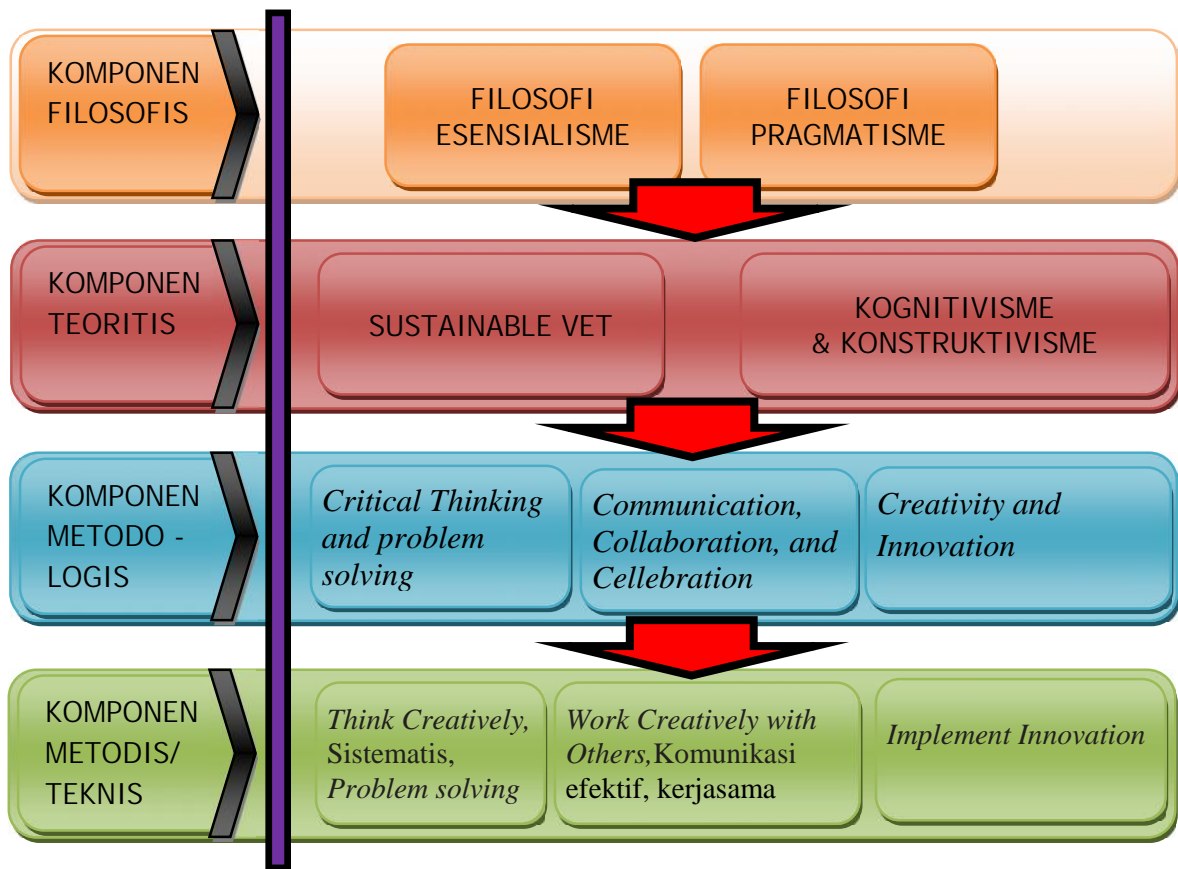 KOMPONEN
FILOSOFIS
FILOSOFI
ESENSIALISME
FILOSOFI
PRAGMATISME
KOMPONEN
TEORITIS
SUSTAINABLE VET
KOGNITIVISME
& KONSTRUKTIVISME
KOMPONEN
METODO -
LOGIS
Critical Thinking
and problem
solving
Communication,
Collaboration, and
Cellebration
Creativity and
Innovation
KOMPONEN
METODIS/
TEKNIS
Think Creatively,
Sistematis,
Problem solving
Work Creatively with
Others,Komunikasi
efektif, kerjasama
Implement Innovation